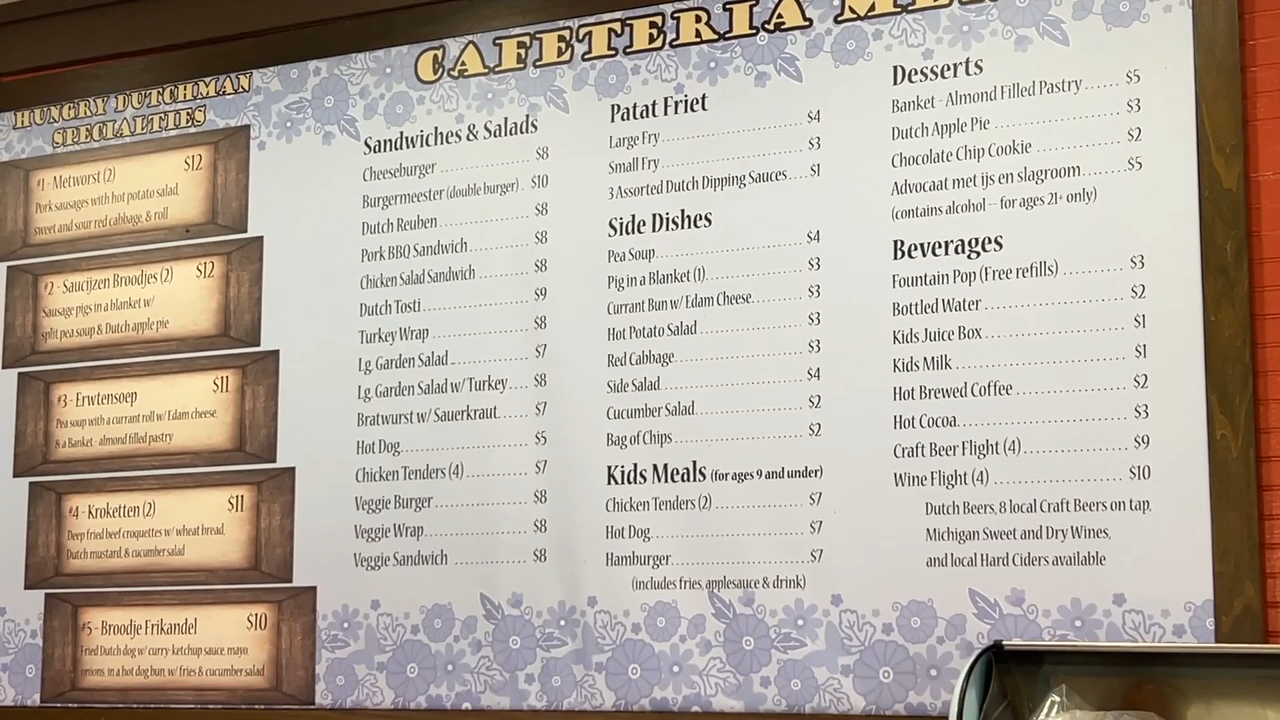 CAFETERIA
HUNGRY DUTCHMAN
SPECIALTIES
#1 - Metworst (2) $12
Pork sausages with hot potato salad,
sweet and sour red cabbage, & roll
#2 - Saucijzen Broodjes (2) $12
Sausage pigs in a blanket w/
split pea soup & Dutch apple pie
#3 - Erwtensoep $11
Pea soup with a currant roll w/ Edam cheese,
& a Banket - almond filled pastry
#4 - Kroketten (2) $11
Deep fried beef croquettes w/ wheat bread,
Dutch mustard, & cucumber salad
#5 - Broodje Frikandel $10
Fried Dutch dog w/ curry-ketchup sauce, mayo,
onions, in a hot dog bun, w/ fries & cucumber salad
Sandwiches & Salads
Cheeseburger ............... $8
Burgermeester (double burger) . $10
Dutch Reuben ............... $8
Pork BBQ Sandwich ............ $8
Chicken Salad Sandwich ......... $8
Dutch Tosti .................. $9
Turkey Wrap ................. $8
Lg. Garden Salad .............. $7
Lg. Garden Salad w/ Turkey .... $8
Bratwurst w/ Sauerkraut ...... $7
Hot Dog ..................... $5
Chicken Tenders (4) ........... $7
Veggie Burger ................ $8
Veggie Wrap .................. $8
Veggie Sandwich ............. $8
Patat Friet
Large Fry ........................ $4
Small Fry ........................ $3
3 Assorted Dutch Dipping Sauces .... $1
Side Dishes
Pea Soup ........................ $4
Pig in a Blanket (1) ................ $3
Currant Bun w/ Edam Cheese ........ $3
Hot Potato Salad .................. $3
Red Cabbage ..................... $3
Side Salad ....................... $4
Cucumber Salad .................. $2
Bag of Chips ..................... $2
Kids Meals (for ages 9 and under)
Chicken Tenders (2) ............... $7
Hot Dog ......................... $7
Hamburger ....................... $7
(includes fries, applesauce & drink)
Desserts
Banket - Almond Filled Pastry ...... $5
Dutch Apple Pie .................. $3
Chocolate Chip Cookie ............ $2
Advocaat met ijs en slagroom ...... $5
(contains alcohol -- for ages 21+ only)
Beverages
Fountain Pop (Free refills) .......... $3
Bottled Water .................... $2
Kids Juice Box .................... $1
Kids Milk ........................ $1
Hot Brewed Coffee ................ $2
Hot Cocoa ....................... $3
Craft Beer Flight (4) ............... $9
Wine Flight (4) ................... $10
Dutch Beers, 8 local Craft Beers on tap,
Michigan Sweet and Dry Wines,
and local Hard Ciders available